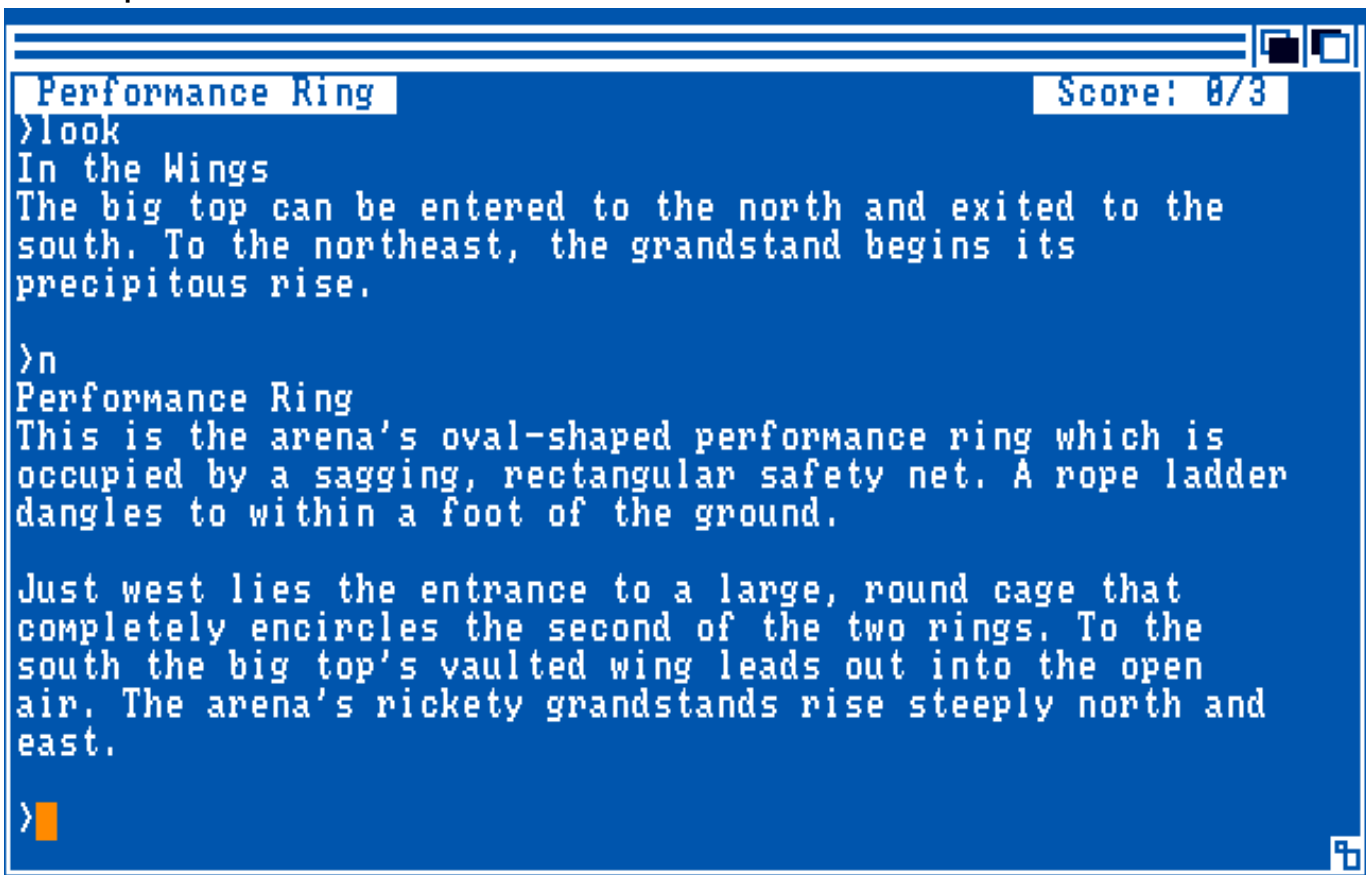 Performance Ring Score: 0/3
>look
In the Wings
The big top can be entered to the north and exited to the
south. To the northeast, the grandstand begins its
precipitous rise.
>n
Performance Ring
This is the arena's oval-shaped performance ring which is
occupied by a sagging, rectangular safety net. A rope ladder
dangles to within a foot of the ground.
Just west lies the entrance to a large, round cage that
completely encircles the second of the two rings. To the
south the big top's vaulted wing leads out into the open
air. The arena's rickety grandstands rise steeply north and
east.
>